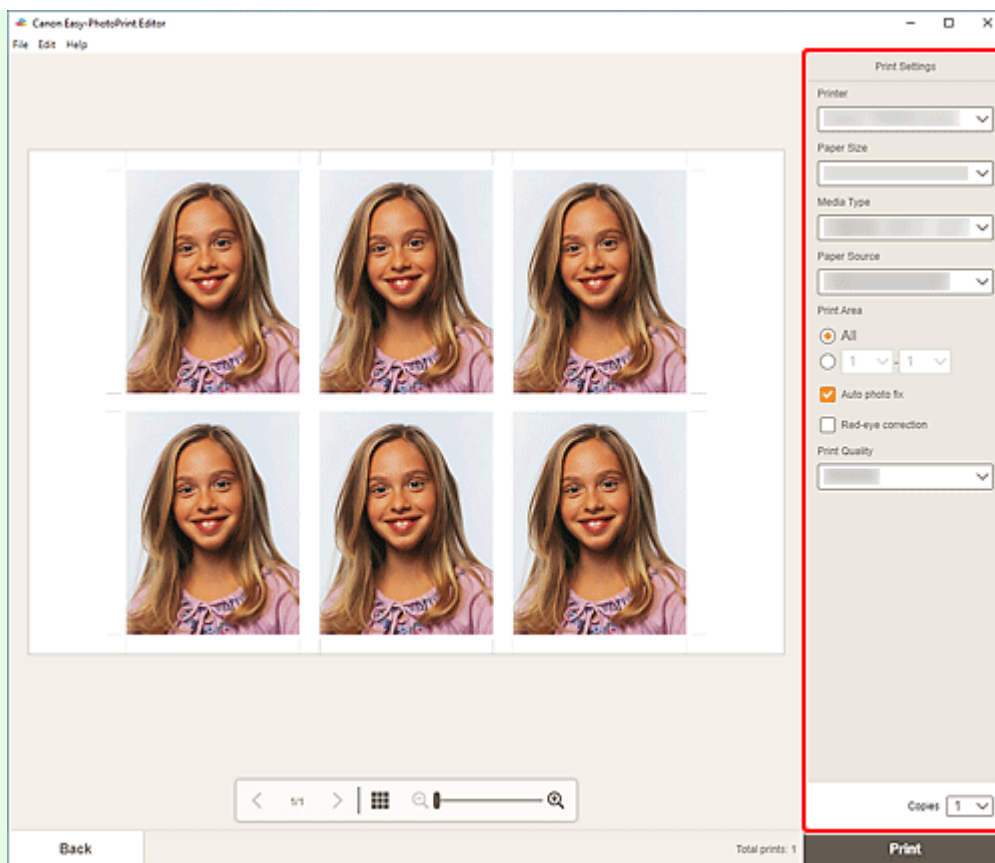 Canon Easy-PhotoPrint Editor
File Edit Help
Print Settings
Printer
Paper Size
Media Type
Paper Source
Print Area
All
1 - 1
Auto photo fix
Red-eye correction
Print Quality
1/1
Copies 1
Back
Total prints: 1
Print